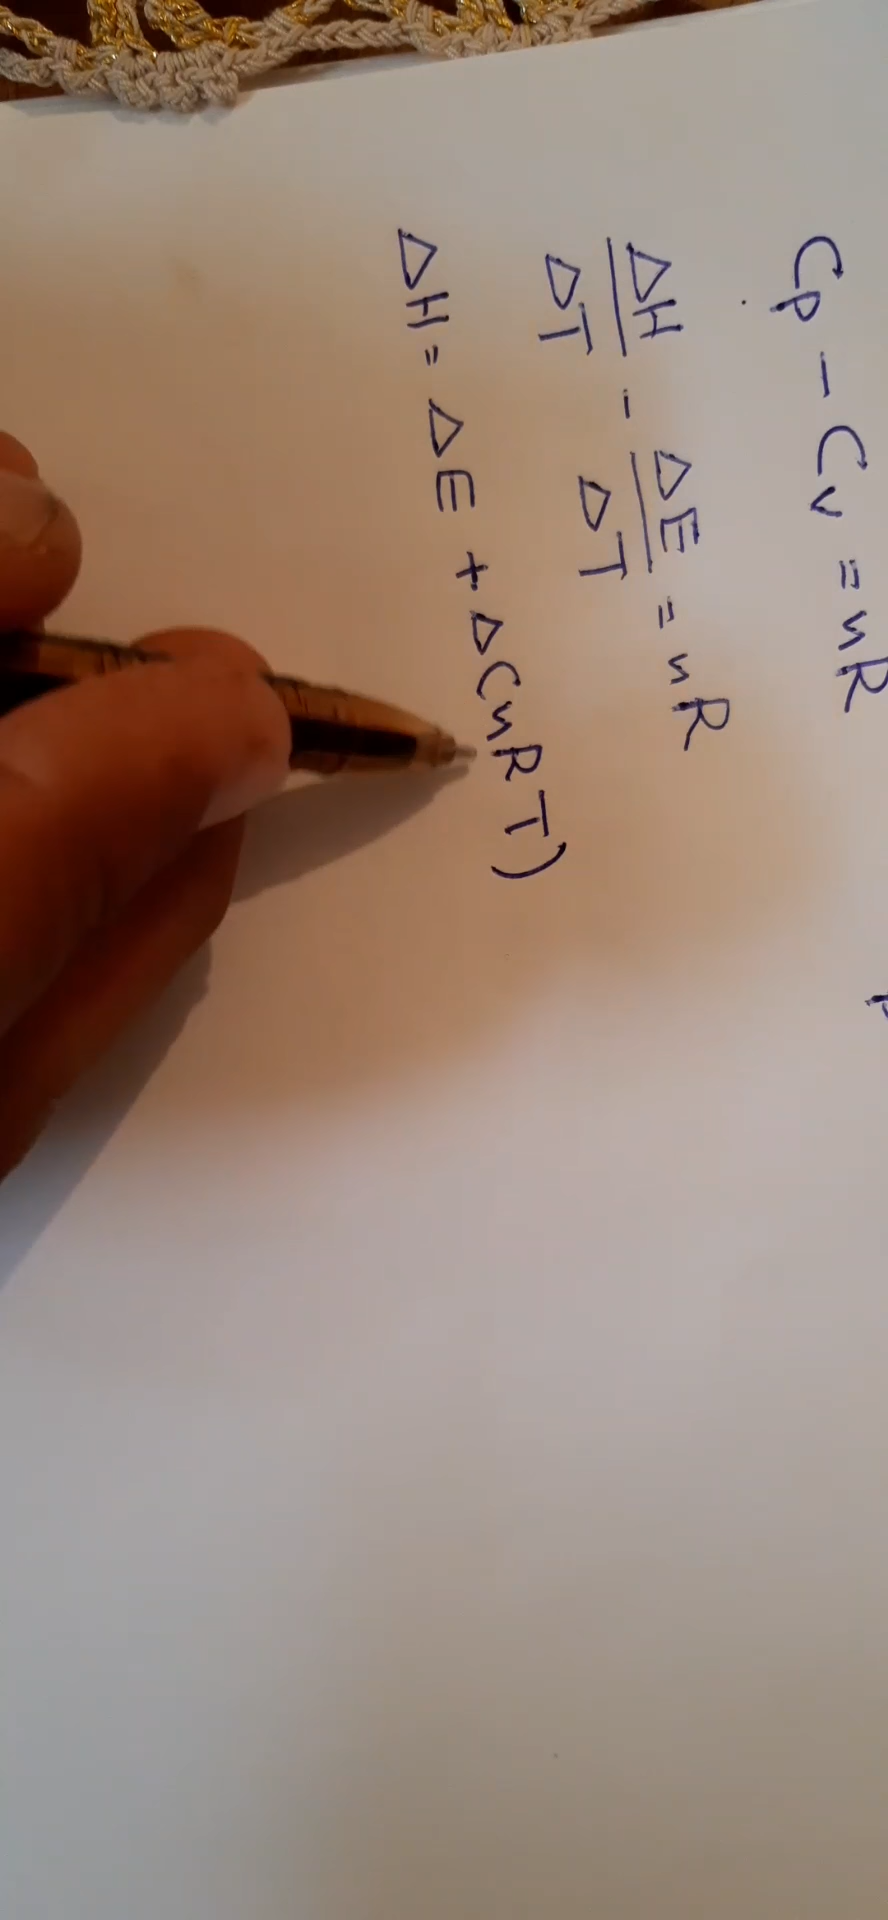 Cp - Cv = nR
ΔH/ΔT - ΔE/ΔT = nR
ΔH = ΔE + Δ(nRT)